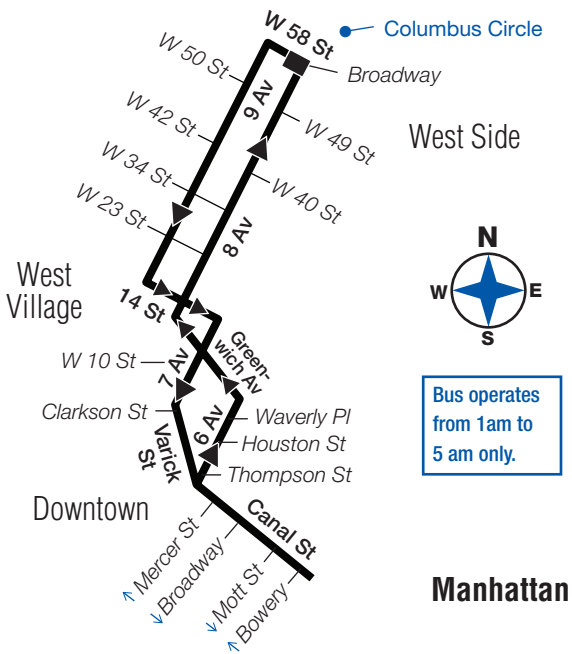 W 58 St
Columbus Circle
W 50 St
Broadway
9 Av
W 42 St
W 49 St
West Side
W 34 St
W 40 St
W 23 St
8 Av
N
W
E
S
West
Village
14 St
Green-
wich Av
W 10 St
7 Av
Bus operates
from 1am to
5 am only.
Clarkson St
Waverly Pl
6 Av
Houston St
Varick
St
Thompson St
Downtown
Canal St
Mercer St
Broadway
Mott St
Bowery
Manhattan